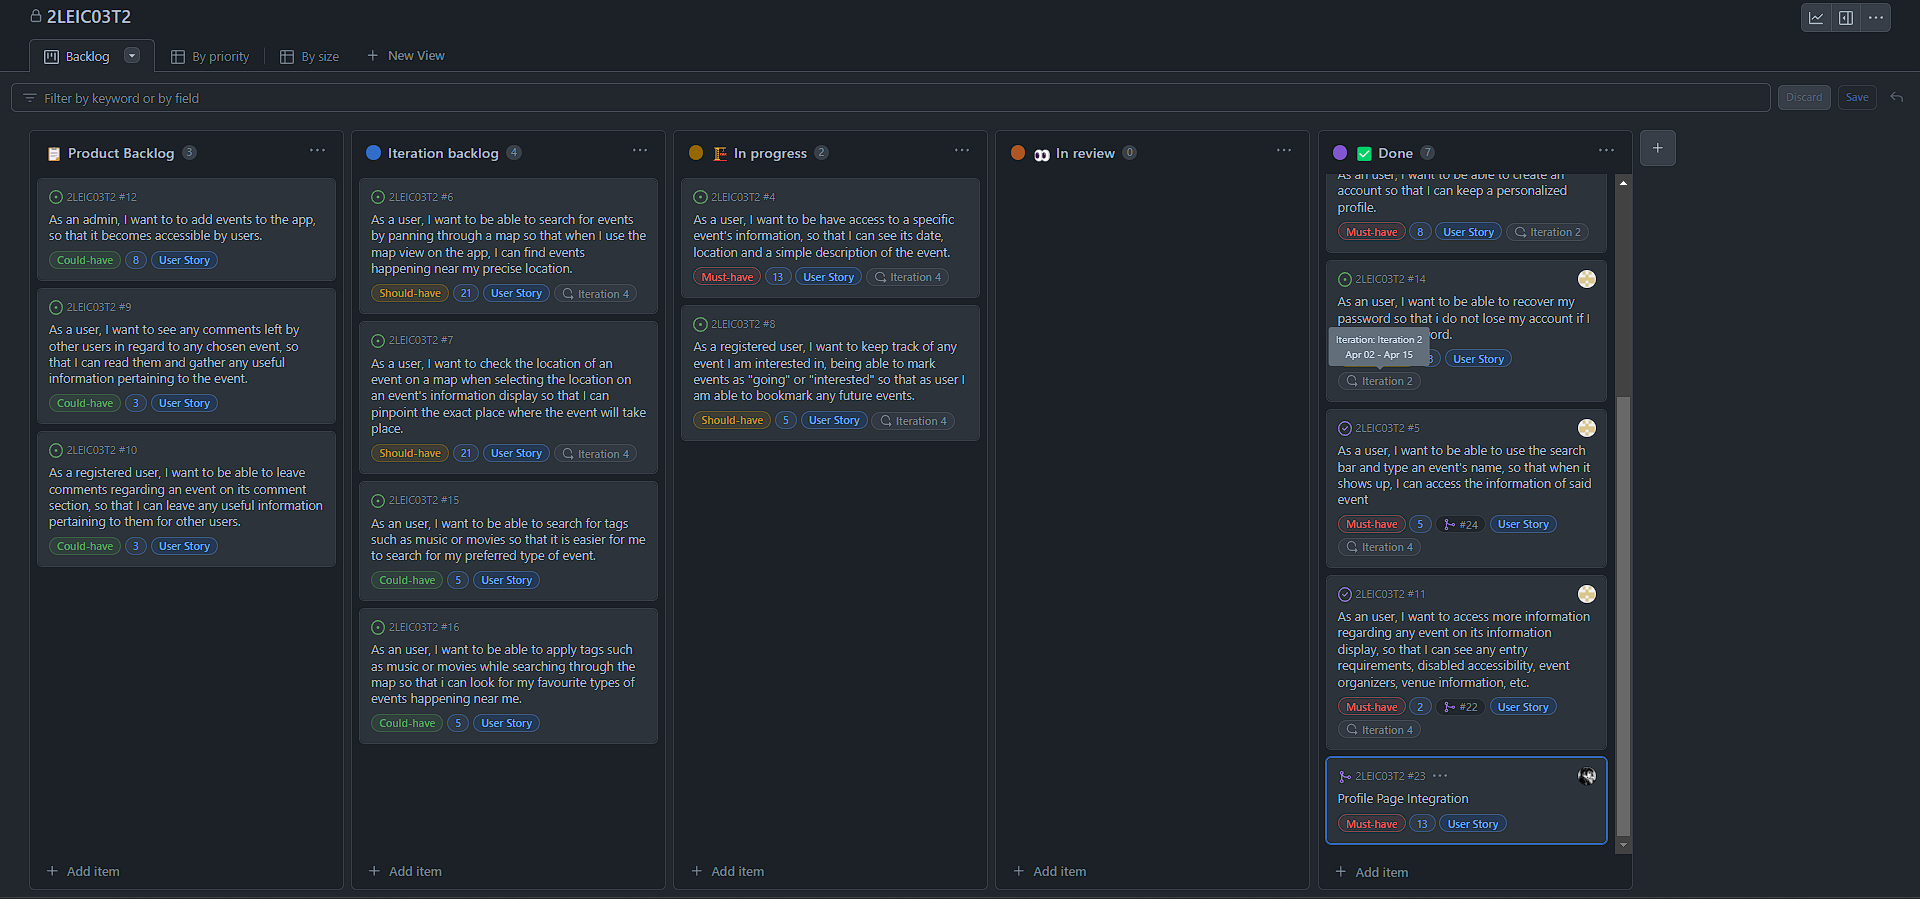 2LEIC03T2
Backlog
By priority
By size
New View
Filter by keyword or by field
Discard
Save
Product Backlog 3
2LEIC03T2 #12
As an admin, I want to to add events to the app,
so that it becomes accessible by users.
Could-have 8 User Story
2LEIC03T2 #9
As a user, I want to see any comments left by
other users in regard to any chosen event, so
that I can read them and gather any useful
information pertaining to the event.
Could-have 3 User Story
2LEIC03T2 #10
As a registered user, I want to be able to leave
comments regarding an event on its comment
section, so that I can leave any useful information
pertaining to them for other users.
Could-have 3 User Story
Add item
Iteration backlog 4
2LEIC03T2 #6
As a user, I want to be able to search for events
by panning through a map so that when I use the
map view on the app, I can find events
happening near my precise location.
Should-have 21 User Story Iteration 4
2LEIC03T2 #7
As a user, I want to check the location of an
event on a map when selecting the location on
an event's information display so that I can
pinpoint the exact place where the event will take
place.
Should-have 21 User Story Iteration 4
2LEIC03T2 #15
As an user, I want to be able to search for tags
such as music or movies so that it is easier for me
to search for my preferred type of event.
Could-have 5 User Story
2LEIC03T2 #16
As an user, I want to be able to apply tags such
as music or movies while searching through the
map so that i can look for my favourite types of
events happening near me.
Could-have 5 User Story
Add item
In progress 2
2LEIC03T2 #4
As a user, I want to be have access to a specific
event's information, so that I can see its date,
location and a simple description of the event.
Must-have 13 User Story Iteration 4
2LEIC03T2 #8
As a registered user, I want to keep track of any
event I am interested in, being able to mark
events as "going" or "interested" so that as user I
am able to bookmark any future events.
Should-have 5 User Story Iteration 4
Add item
In review 0
Add item
Done 7
As an user, I want to be able to create an
account so that I can keep a personalized
profile.
Must-have 8 User Story Iteration 2
2LEIC03T2 #14
As an user, I want to be able to recover my
password so that i do not lose my account if I
ord.
Iteration: Iteration 2
Apr 02 - Apr 15
User Story
Iteration 2
2LEIC03T2 #5
As a user, I want to be able to use the search
bar and type an event's name, so that when it
shows up, I can access the information of said
event
Must-have 5 #24 User Story
Iteration 4
2LEIC03T2 #11
As an user, I want to access more information
regarding any event on its information
display, so that I can see any entry
requirements, disabled accessibility, event
organizers, venue information, etc.
Must-have 2 #22 User Story
Iteration 4
2LEIC03T2 #23
Profile Page Integration
Must-have 13 User Story
Add item